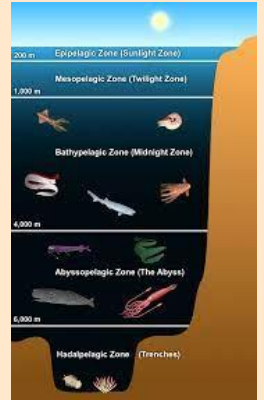 200 m Epipelagic Zone (Sunlight Zone)
Mesopelagic Zone (Twilight Zone)
1,000 m
Bathypelagic Zone (Midnight Zone)
4,000 m
Abyssopelagic Zone (The Abyss)
6,000 m
Hadalpelagic Zone (Trenches)